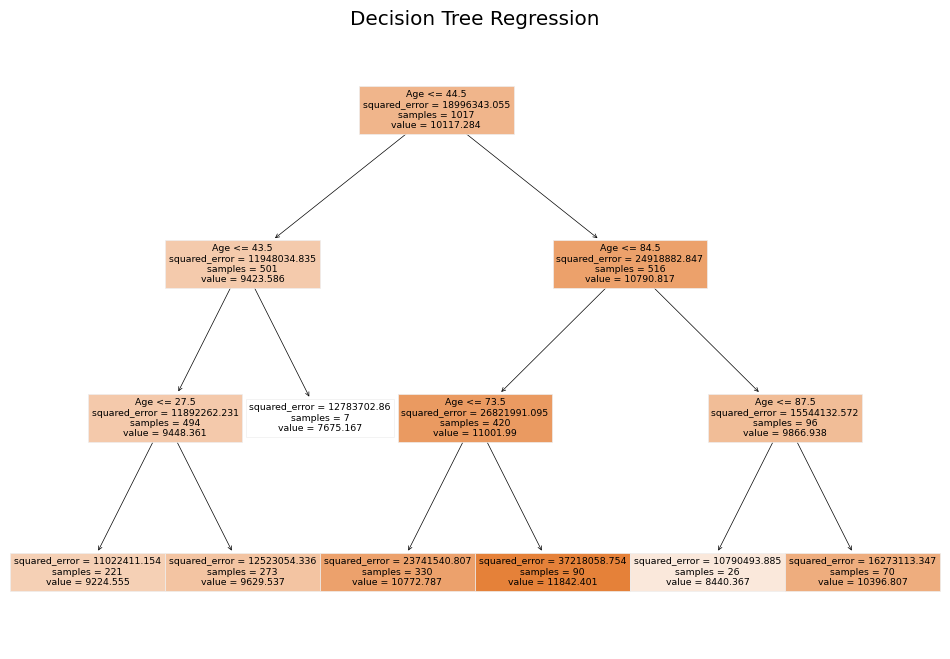 Decision Tree Regression
Age <= 44.5
squared_error = 18996343.055
samples = 1017
value = 10117.284
Age <= 43.5
squared_error = 11948034.835
samples = 501
value = 9423.586
Age <= 84.5
squared_error = 24918882.847
samples = 516
value = 10790.817
Age <= 27.5
squared_error = 11892262.231
samples = 494
value = 9448.361
squared_error = 12783702.86
samples = 7
value = 7675.167
Age <= 73.5
squared_error = 26821991.095
samples = 420
value = 11001.99
Age <= 87.5
squared_error = 15544132.572
samples = 96
value = 9866.938
squared_error = 11022411.154
samples = 221
value = 9224.555
squared_error = 12523054.336
samples = 273
value = 9629.537
squared_error = 23741540.807
samples = 330
value = 10772.787
squared_error = 37218058.754
samples = 90
value = 11842.401
squared_error = 10790493.885
samples = 26
value = 8440.367
squared_error = 16273113.347
samples = 70
value = 10396.807